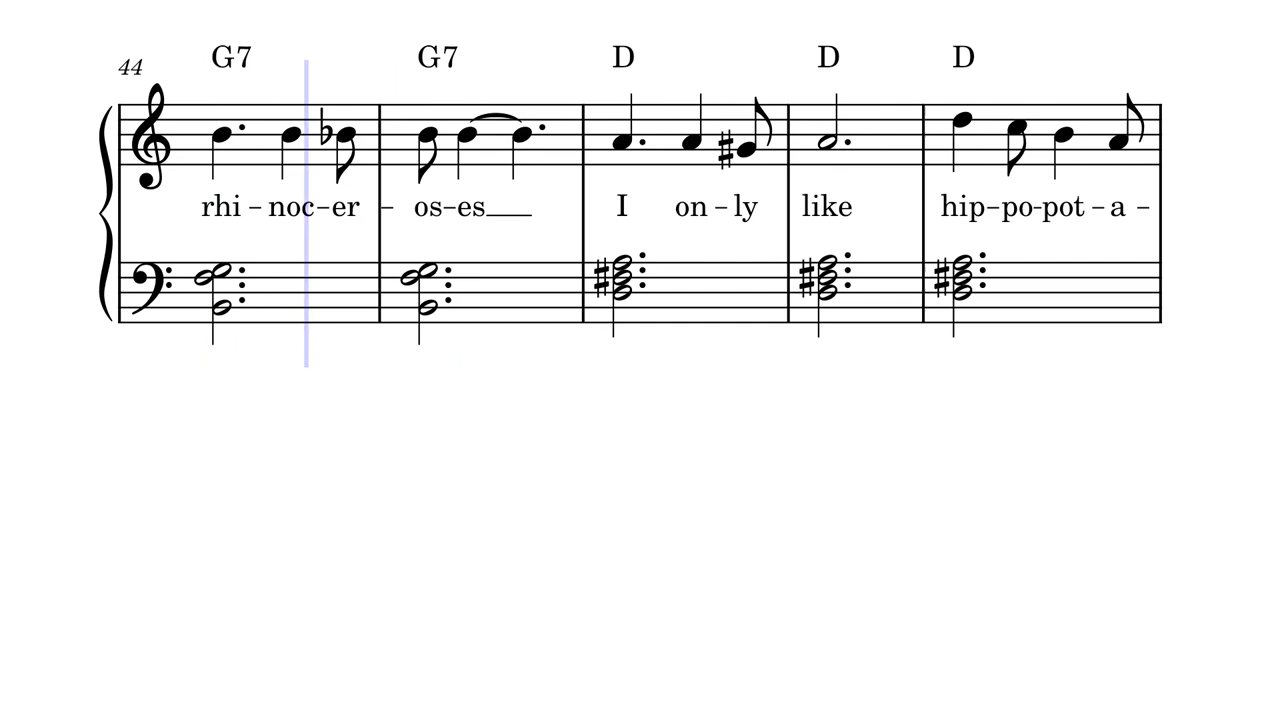 G7 G7 D D D
44
rhi – noc – er – os – es I on – ly like hip – po – pot – a –